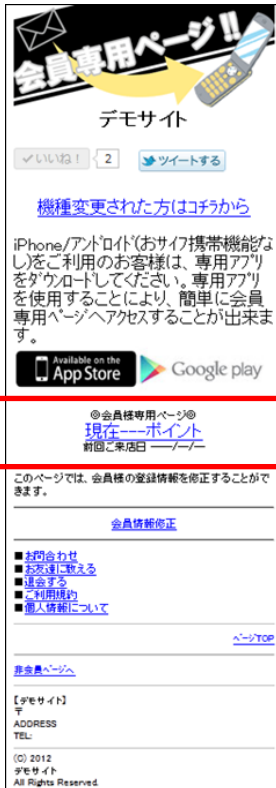 会員専用ページ!!
デモサイト
いいね!
2
ツイートする
機種変更された方はコチラから
iPhone/アンドロイド(おサイフ携帯機能な
し)をご利用のお客様は、専用アプリ
をダウンロードしてください。専用アプリ
を使用することにより、簡単に会員
専用ページへアクセスすることが出来ま
す。
Available on the
App Store
Google play
◎会員様専用ページ◎
現在---ポイント
前回ご来店日 ――/―/―
このページでは、会員様の登録情報を修正することがで
きます。
会員情報修正
■お問合わせ
■お友達に教える
■退会する
■ご利用規約
■個人情報について
ページTOP
非会員ページへ
【デモサイト】
〒
ADDRESS
TEL:
(C) 2012
デモサイト
All Rights Reserved.